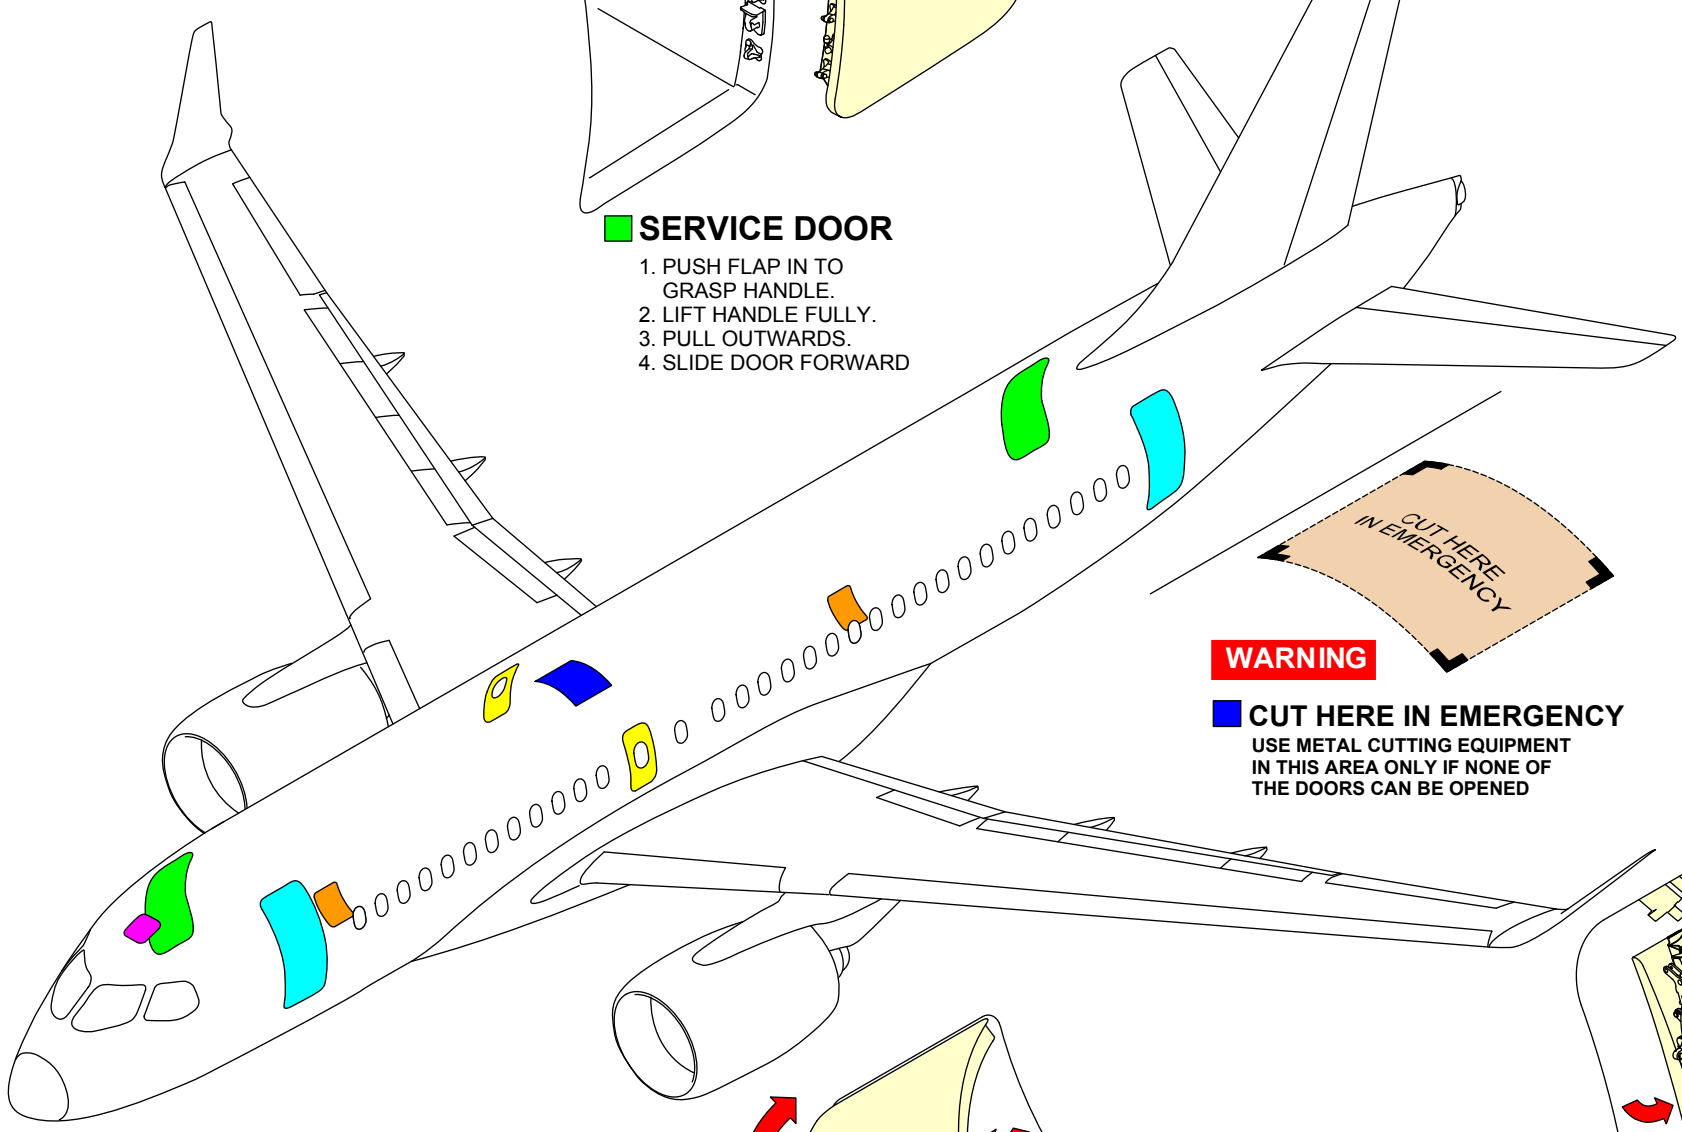 SERVICE DOOR
1. PUSH FLAP IN TO
GRASP HANDLE.
2. LIFT HANDLE FULLY.
3. PULL OUTWARDS.
4. SLIDE DOOR FORWARD
CUT HERE
IN EMERGENCY
WARNING
CUT HERE IN EMERGENCY
USE METAL CUTTING EQUIPMENT
IN THIS AREA ONLY IF NONE OF
THE DOORS CAN BE OPENED